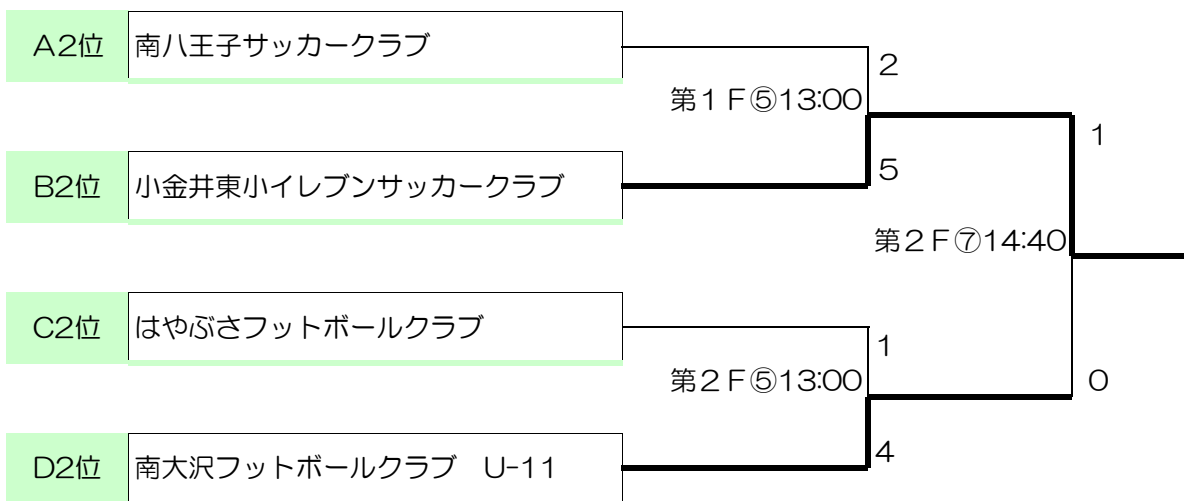 A2位 南八王子サッカークラブ
2
第1F⑤13:00
1
B2位 小金井東小イレブンサッカークラブ
5
第2F⑦14:40
C2位 はやぶさフットボールクラブ
1
第2F⑤13:00
0
D2位 南大沢フットボールクラブ U-11
4